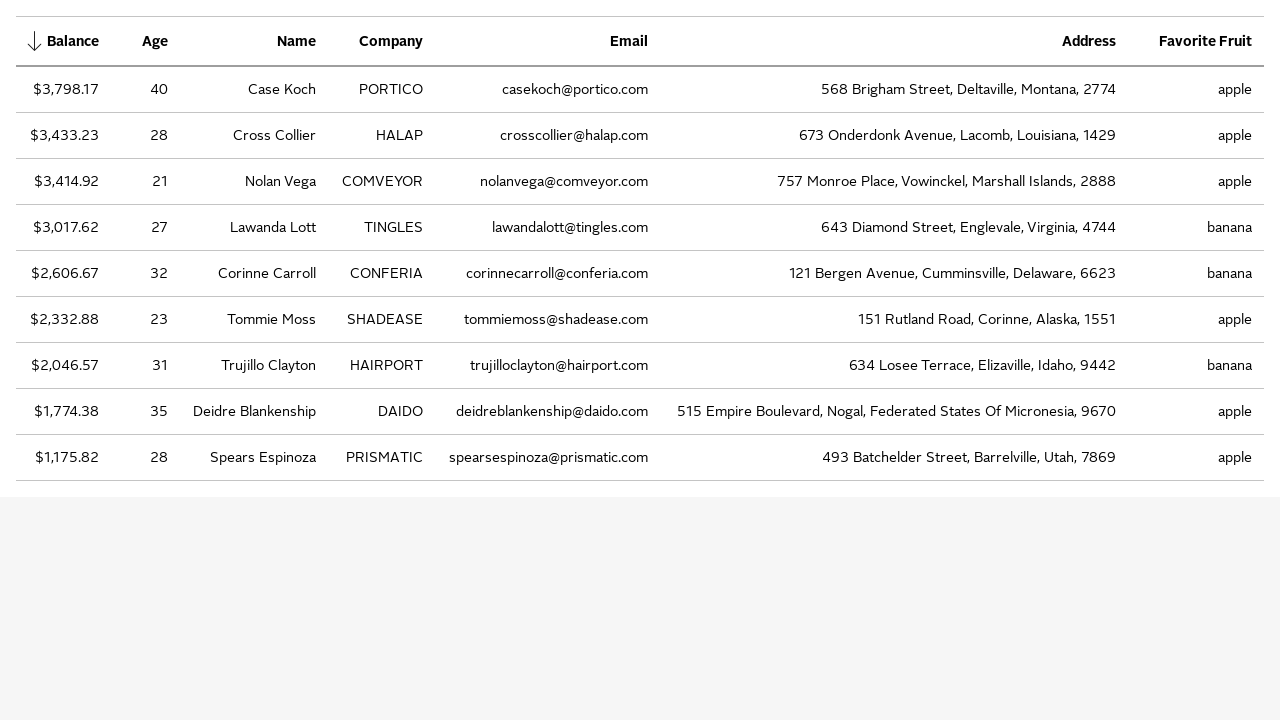 Balance Age Name Company Email Address Favorite Fruit
$3,798.17 40 Case Koch PORTICO casekoch@portico.com 568 Brigham Street, Deltaville, Montana, 2774 apple
$3,433.23 28 Cross Collier HALAP crosscollier@halap.com 673 Onderdonk Avenue, Lacomb, Louisiana, 1429 apple
$3,414.92 21 Nolan Vega COMVEYOR nolanvega@comveyor.com 757 Monroe Place, Vowinckel, Marshall Islands, 2888 apple
$3,017.62 27 Lawanda Lott TINGLES lawandalott@tingles.com 643 Diamond Street, Englevale, Virginia, 4744 banana
$2,606.67 32 Corinne Carroll CONFERIA corinnecarroll@conferia.com 121 Bergen Avenue, Cumminsville, Delaware, 6623 banana
$2,332.88 23 Tommie Moss SHADEASE tommiemoss@shadease.com 151 Rutland Road, Corinne, Alaska, 1551 apple
$2,046.57 31 Trujillo Clayton HAIRPORT trujilloclayton@hairport.com 634 Losee Terrace, Elizaville, Idaho, 9442 banana
$1,774.38 35 Deidre Blankenship DAIDO deidreblankenship@daido.com 515 Empire Boulevard, Nogal, Federated States Of Micronesia, 9670 apple
$1,175.82 28 Spears Espinoza PRISMATIC spearsespinoza@prismatic.com 493 Batchelder Street, Barrelville, Utah, 7869 apple